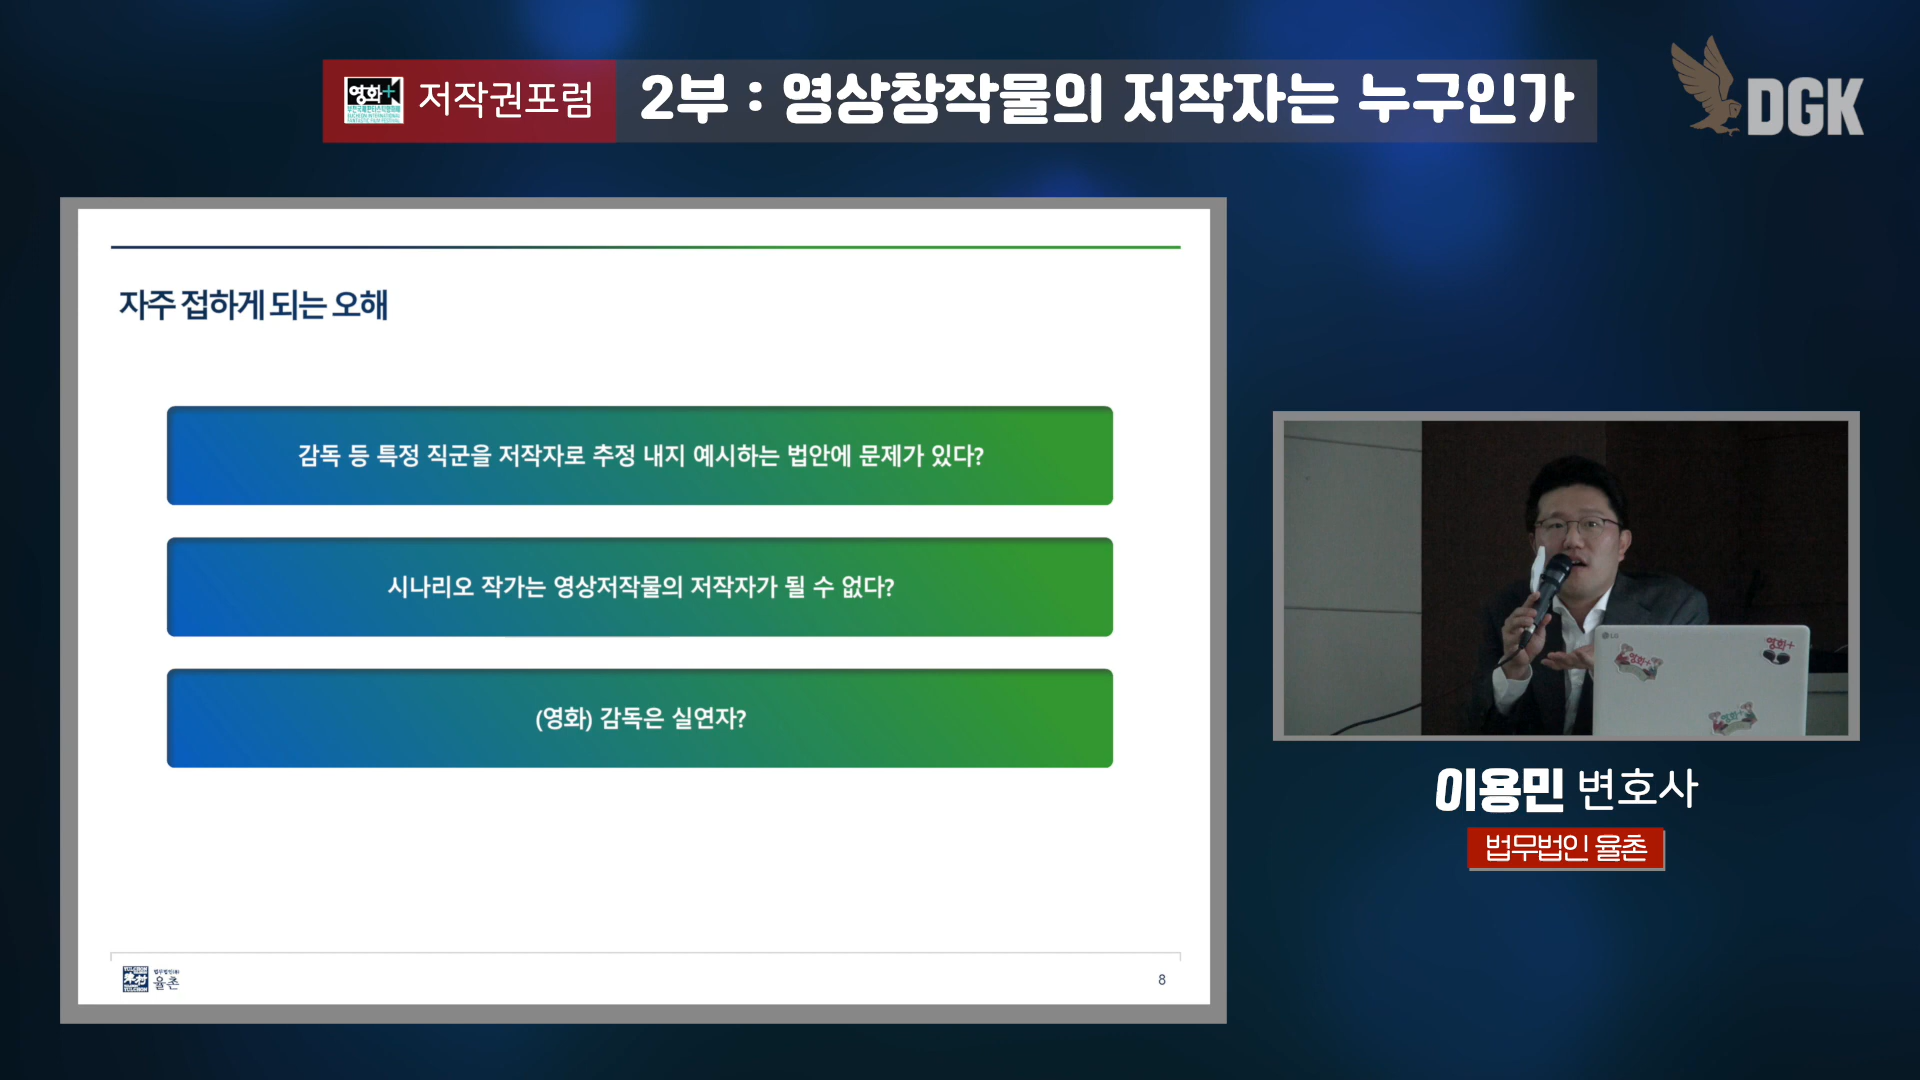 영화+
저작권포럼
2부 : 영상창작물의 저작자는 누구인가
DGK
자주 접하게 되는 오해
감독 등 특정 직군을 저작자로 추정 내지 예시하는 법안에 문제가 있다?
시나리오 작가는 영상저작물의 저작자가 될 수 없다?
(영화) 감독은 실연자?
율촌
8
LG
영화+
영화+
영화+
이용민 변호사
법무법인 율촌